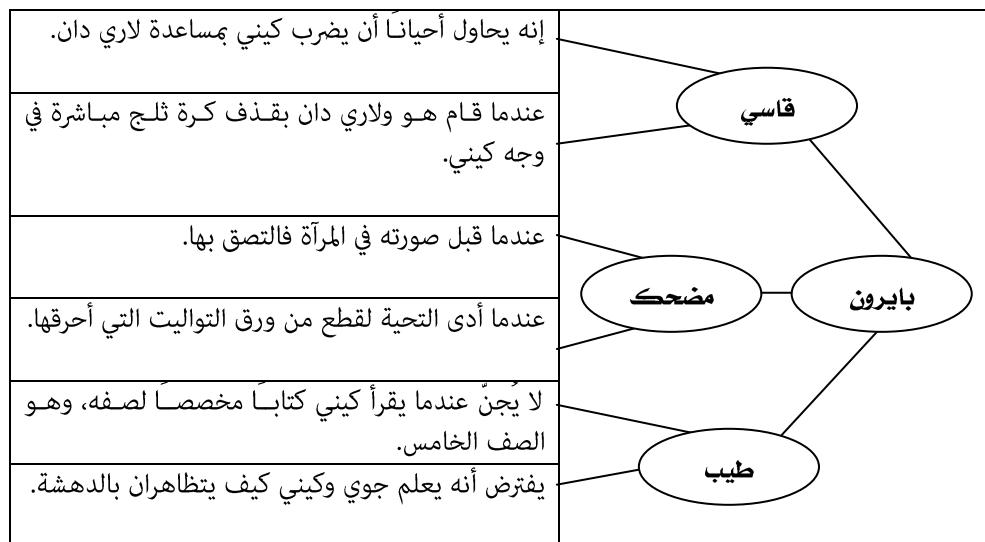 إنه يحاول أحياناً أن يضرب كيني بمساعدة لاري دان.
قاسي
عندما قام هو ولاري دان بقذف كرة ثلج مباشرة في
وجه كيني.
عندما قبل صورته في المرآة فالتصق بها.
بايرون
مضحك
عندما أدى التحية لقطع من ورق التواليت التي أحرقها.
لا يُجنّ عندما يقرأ كيني كتاباً مخصصاً لصفه، وهو
الصف الخامس.
طيب
يفترض أنه يعلم جوي وكيني كيف يتظاهران بالدهشة.